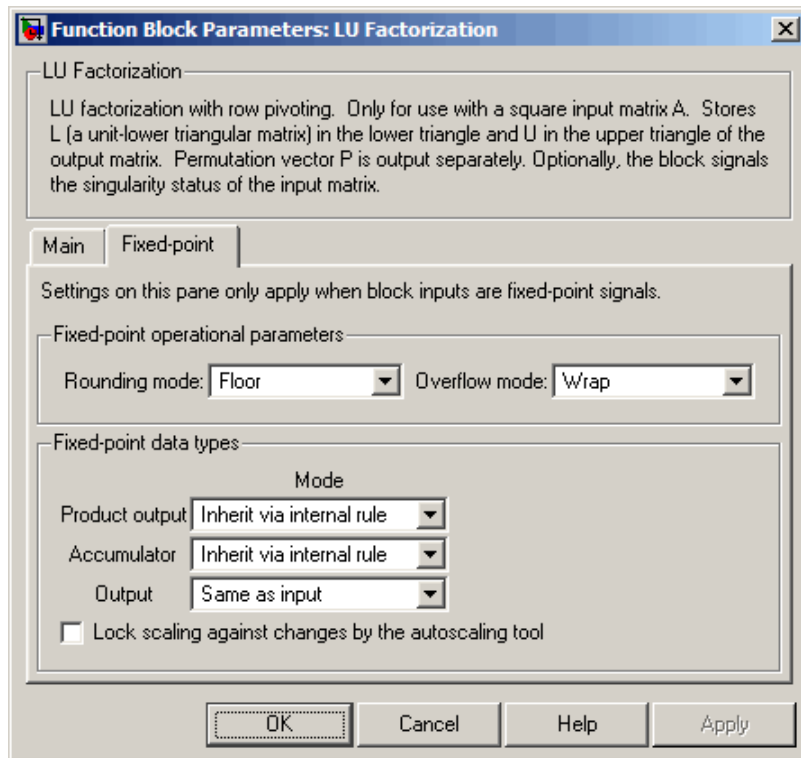 Function Block Parameters: LU Factorization
LU Factorization
LU factorization with row pivoting.  Only for use with a square input matrix A.  Stores
L (a unit-lower triangular matrix) in the lower triangle and U in the upper triangle of the
output matrix.  Permutation vector P is output separately. Optionally, the block signals
the singularity status of the input matrix.
Main Fixed-point
Settings on this pane only apply when block inputs are fixed-point signals.
Fixed-point operational parameters
Rounding mode: Floor Overflow mode: Wrap
Fixed-point data types
Mode
Product output Inherit via internal rule
Accumulator Inherit via internal rule
Output Same as input
Lock scaling against changes by the autoscaling tool
OK Cancel Help Apply